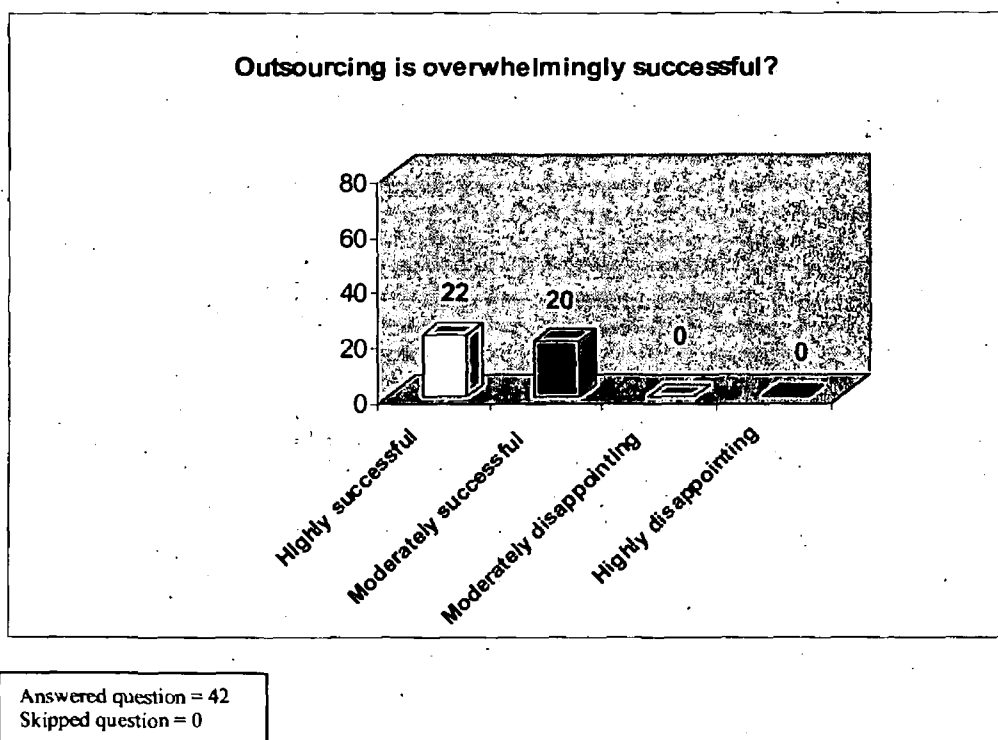 Outsourcing is overwhelmingly successful?
80
60
40
20
0
22
20
0
0
Highly successful
Moderately successful
Moderately disappointing
Highly disappointing
Answered question = 42
Skipped question = 0